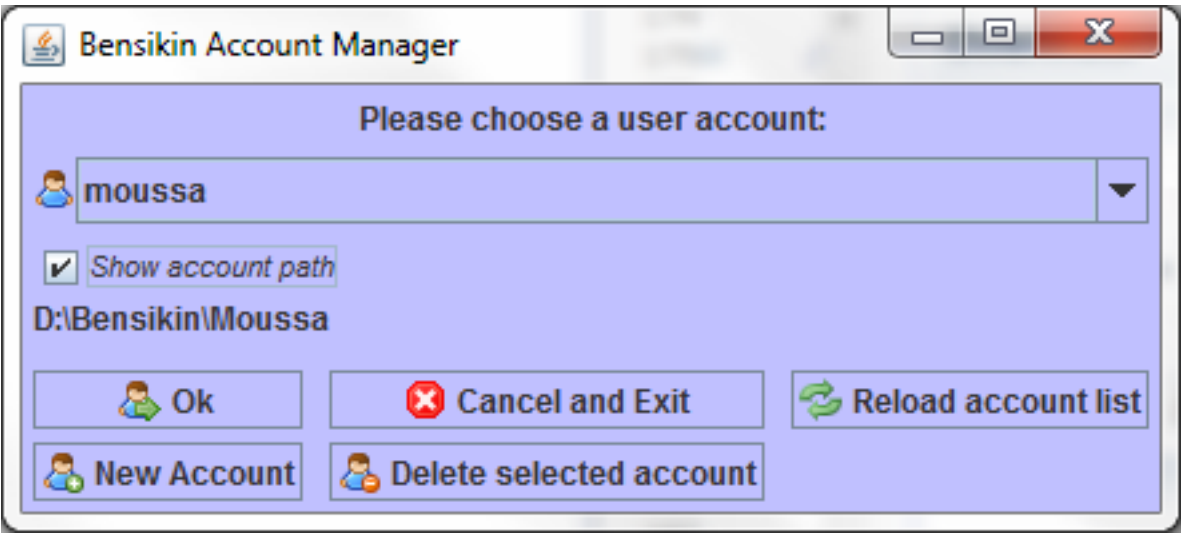 Bensikin Account Manager
Please choose a user account:
moussa
Show account path
D:\Bensikin\Moussa
Ok Cancel and Exit Reload account list
New Account Delete selected account